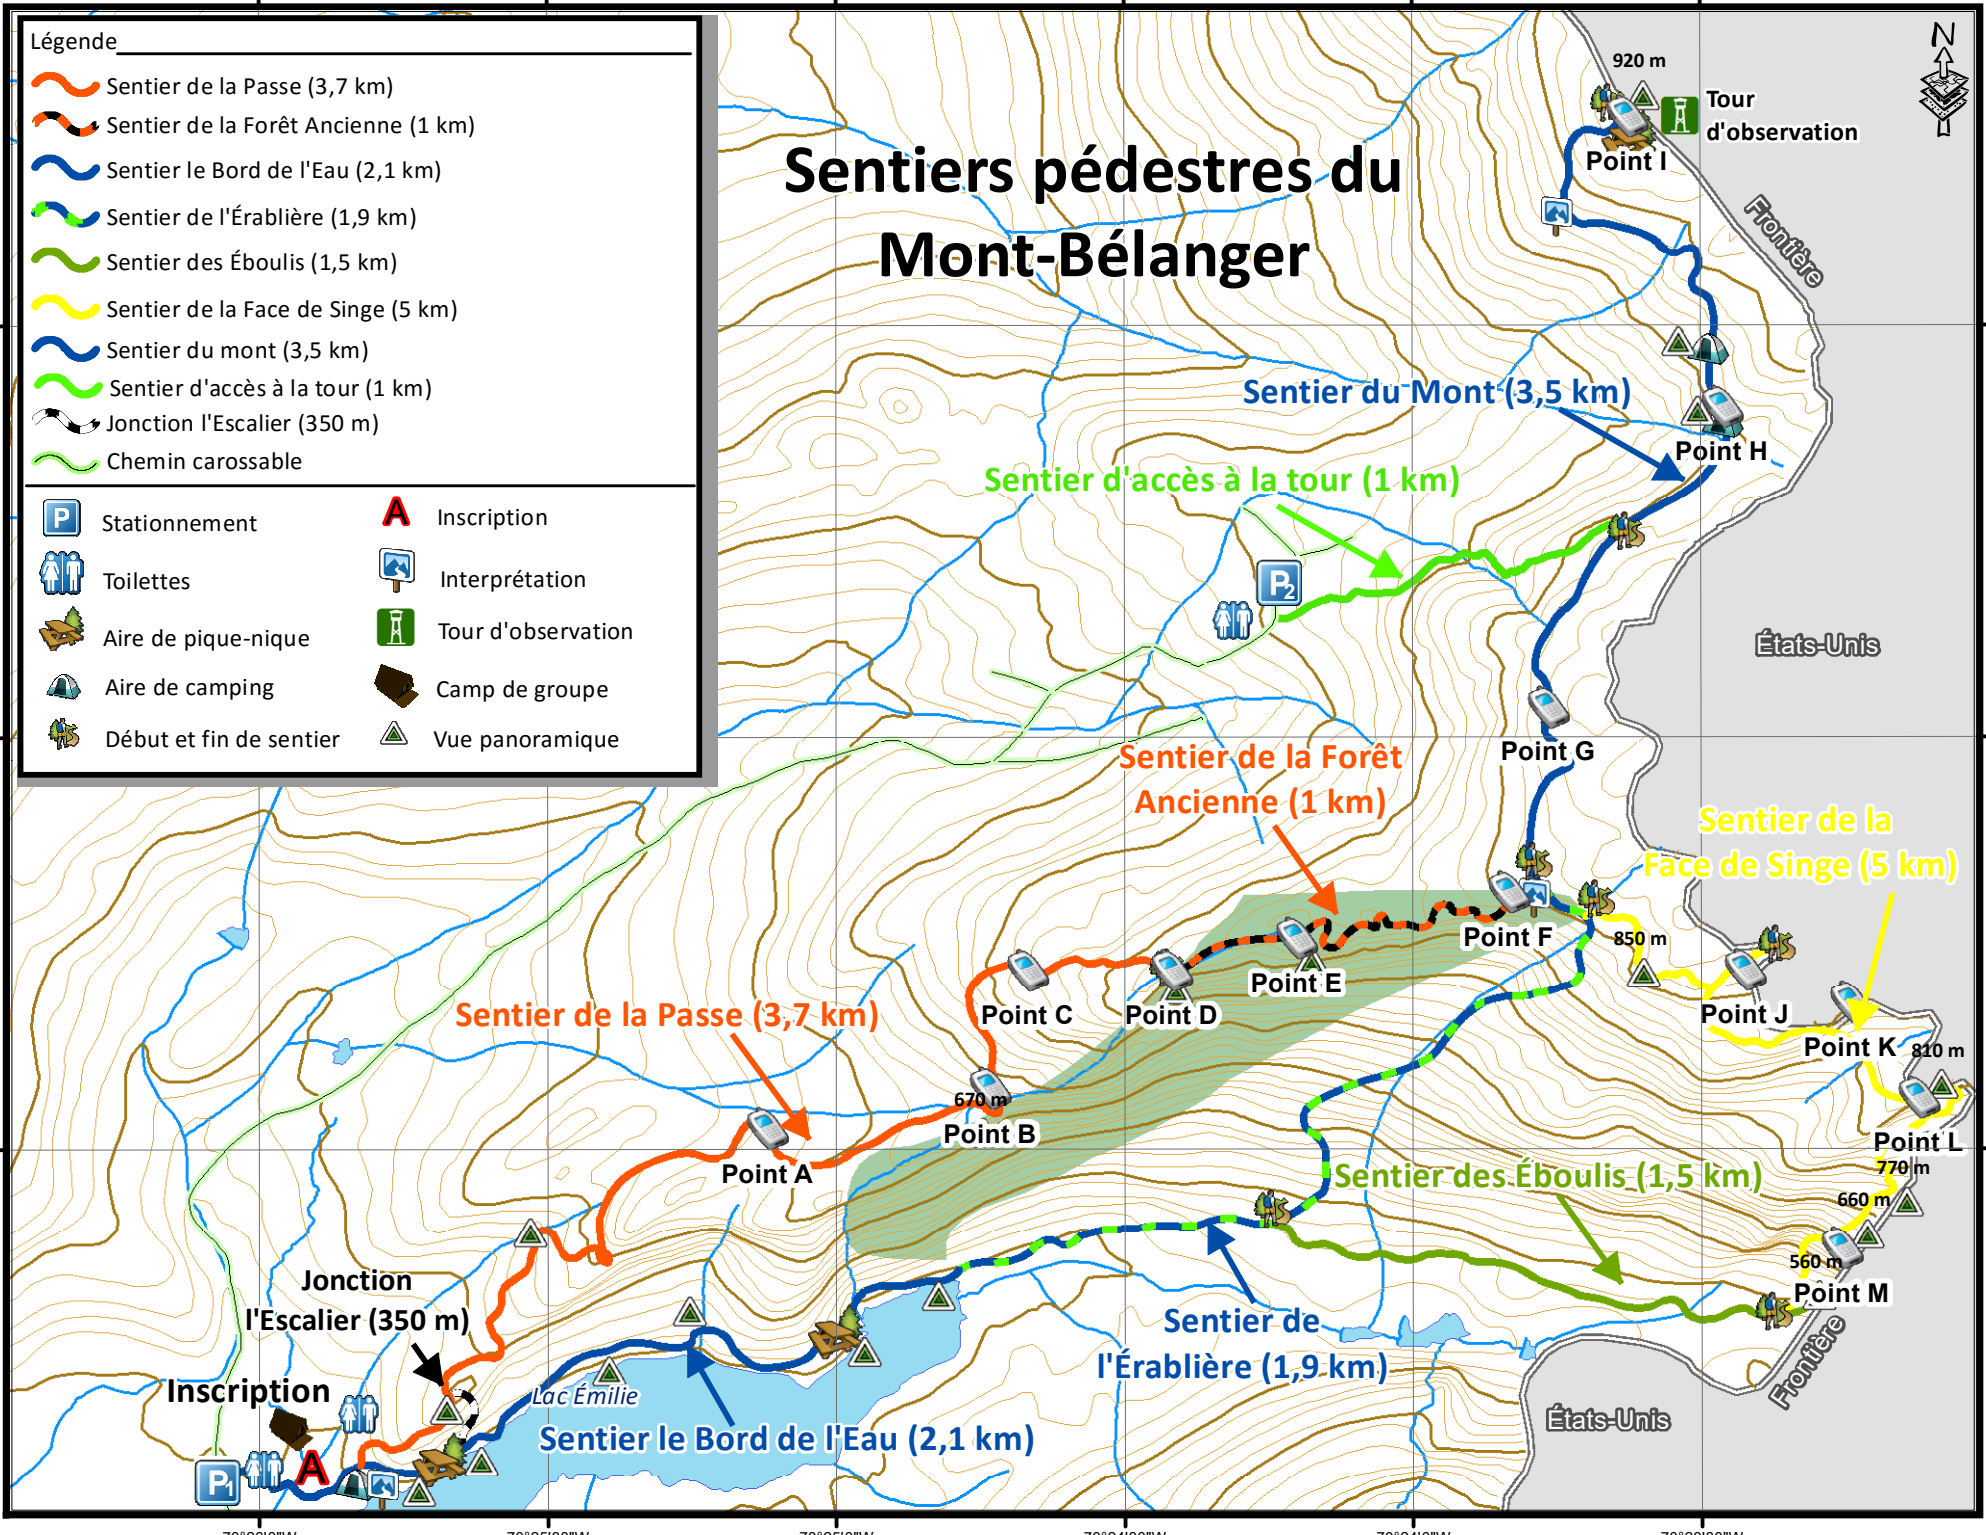 Légende
Sentier de la Passe (3,7 km)
Sentier de la Forêt Ancienne (1 km)
Sentier le Bord de l'Eau (2,1 km)
Sentier de l'Érablière (1,9 km)
Sentier des Éboulis (1,5 km)
Sentier de la Face de Singe (5 km)
Sentier du mont (3,5 km)
Sentier d'accès à la tour (1 km)
Jonction l'Escalier (350 m)
Chemin carossable
P Stationnement
A Inscription
Toilettes
Interprétation
Aire de pique-nique
Tour d'observation
Aire de camping
Camp de groupe
Début et fin de sentier
Vue panoramique
Sentiers pédestres du
Mont-Bélanger
N
920 m
Tour
d'observation
Point I
Frontière
Sentier du Mont (3,5 km)
Point H
Sentier d'accès à la tour (1 km)
P2
États-Unis
Point G
Sentier de la Forêt
Ancienne (1 km)
Sentier de la
Face de Singe (5 km)
Point F
850 m
Point E
Point C
Point D
Point J
Sentier de la Passe (3,7 km)
Point K
810 m
670 m
Point B
Point L
Point A
770 m
Sentier des Éboulis (1,5 km)
660 m
560 m
Point M
Jonction
l'Escalier (350 m)
Sentier de
l'Érablière (1,9 km)
Frontière
Inscription
Lac Émilie
Sentier le Bord de l'Eau (2,1 km)
États-Unis
P1
A